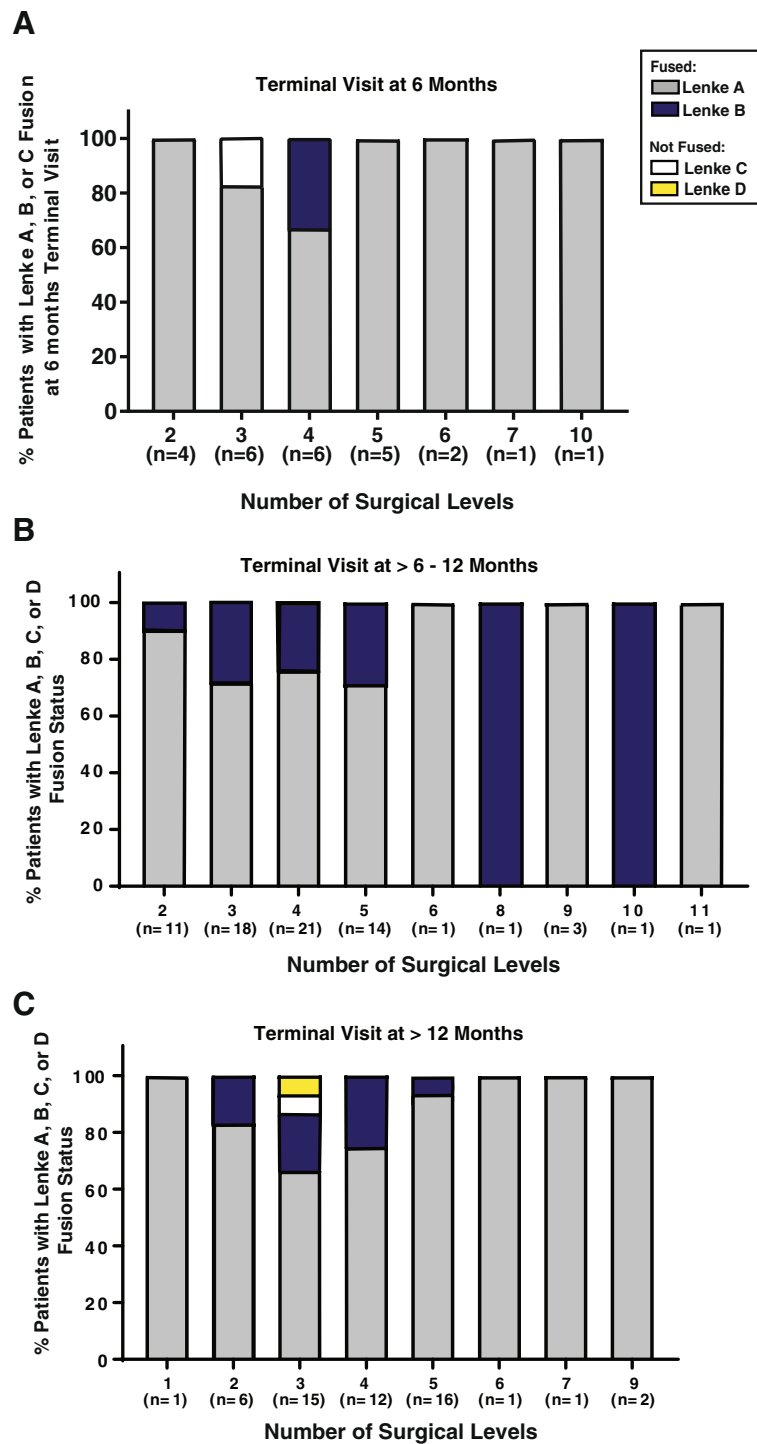 A
Terminal Visit at 6 Months
Fused:
Lenke A
Lenke B
Not Fused:
Lenke C
Lenke D
% Patients with Lenke A, B, or C Fusion
at 6 months Terminal Visit
100
80
60
40
20
0
2 3 4 5 6 7 10
(n=4) (n=6) (n=6) (n=5) (n=2) (n=1) (n=1)
Number of Surgical Levels
B
Terminal Visit at > 6 - 12 Months
% Patients with Lenke A, B, C, or D
Fusion Status
100
80
60
40
20
0
2 3 4 5 6 8 9 10 11
(n= 11) (n= 18) (n= 21) (n= 14) (n= 1) (n= 1) (n= 3) (n= 1) (n= 1)
Number of Surgical Levels
C
Terminal Visit at > 12 Months
% Patients with Lenke A, B, C, or D
Fusion Status
100
80
60
40
20
0
1 2 3 4 5 6 7 9
(n= 1) (n= 6) (n= 15) (n= 12) (n= 16) (n= 1) (n= 1) (n= 2)
Number of Surgical Levels